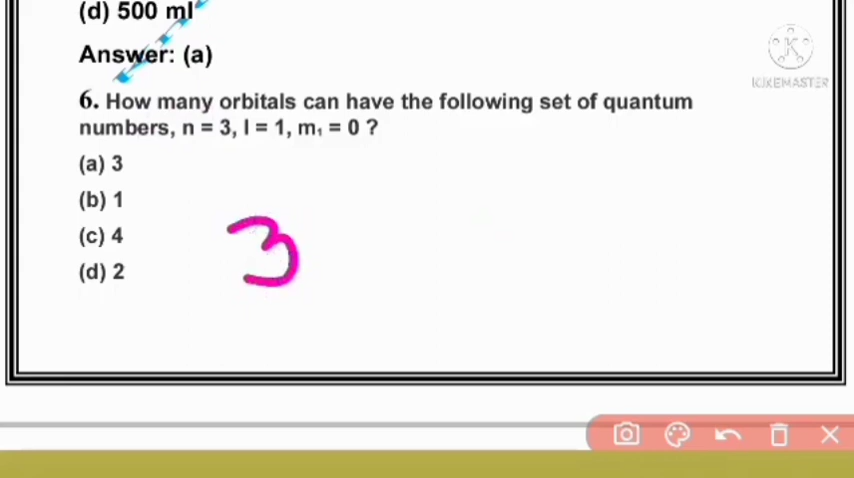 (d) 500 ml
Answer: (a)
K
KINEMASTER
6. How many orbitals can have the following set of quantum
numbers, n = 3, l = 1, m₁ = 0 ?
(a) 3
(b) 1
(c) 4
(d) 2
3